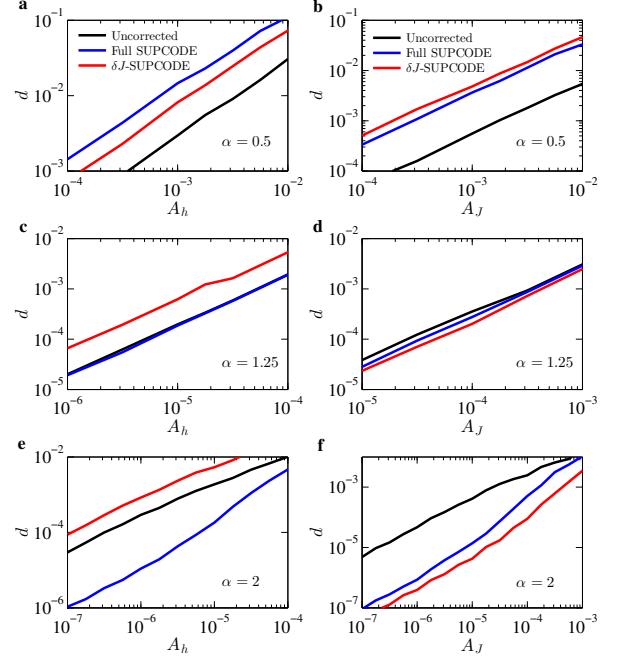 a
10⁻¹
10⁻²
10⁻³
d
Uncorrected
Full SUPCODE
δJ-SUPCODE
α = 0.5
10⁻⁴
10⁻³
10⁻²
A_h
b
10⁻¹
10⁻²
10⁻³
10⁻⁴
d
Uncorrected
Full SUPCODE
δJ-SUPCODE
α = 0.5
10⁻⁴
10⁻³
10⁻²
A_J
c
10⁻²
10⁻³
10⁻⁴
10⁻⁵
d
α = 1.25
10⁻⁶
10⁻⁵
10⁻⁴
A_h
d
10⁻²
10⁻³
10⁻⁴
10⁻⁵
d
α = 1.25
10⁻⁵
10⁻⁴
10⁻³
A_J
e
10⁻²
10⁻⁴
10⁻⁶
d
α = 2
10⁻⁷
10⁻⁶
10⁻⁵
10⁻⁴
A_h
f
10⁻³
10⁻⁵
10⁻⁷
d
α = 2
10⁻⁷
10⁻⁶
10⁻⁵
10⁻⁴
10⁻³
A_J